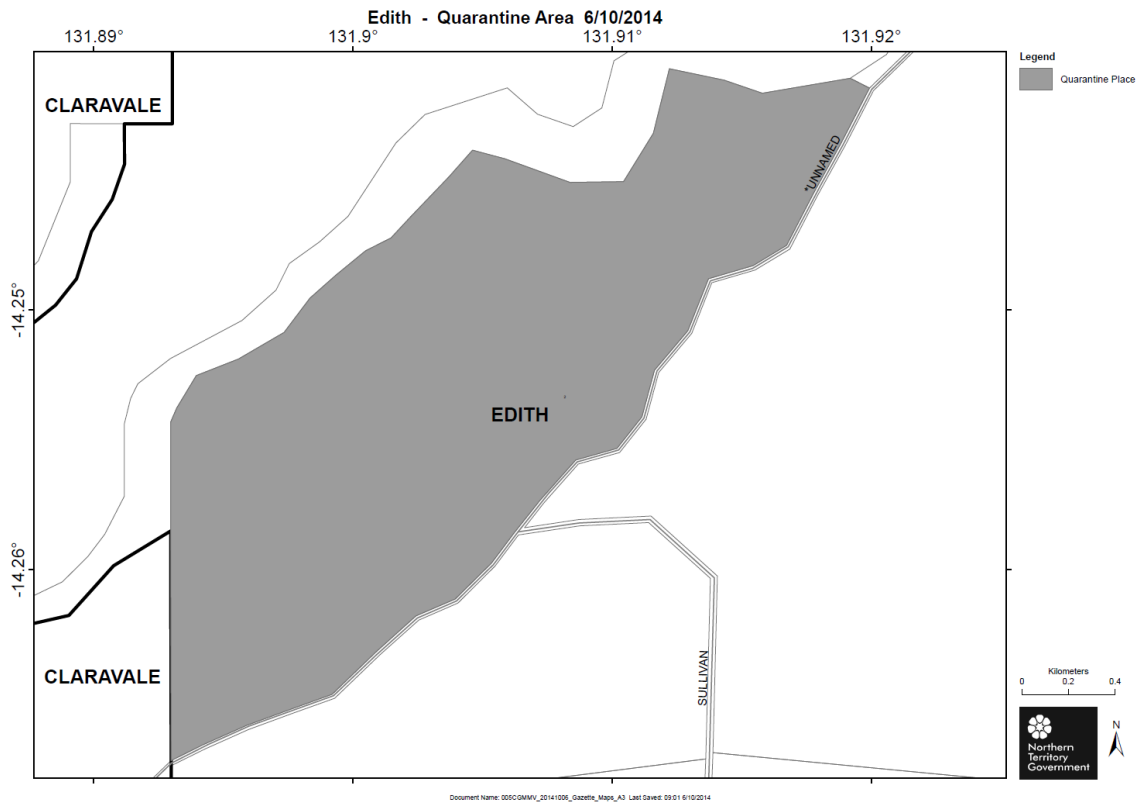 Edith - Quarantine Area 6/10/2014
131.89° 131.9° 131.91° 131.92°
Legend
Quarantine Place
CLARAVALE
*UNNAMED
-14.25°
EDITH
-14.26°
CLARAVALE
SULLIVAN
Kilometers
0 0.2 0.4
Northern
Territory
Government
N
Document Name: 005CGMMV_20141006_Gazette_Maps_A3 Last Saved: 09:01 6/10/2014